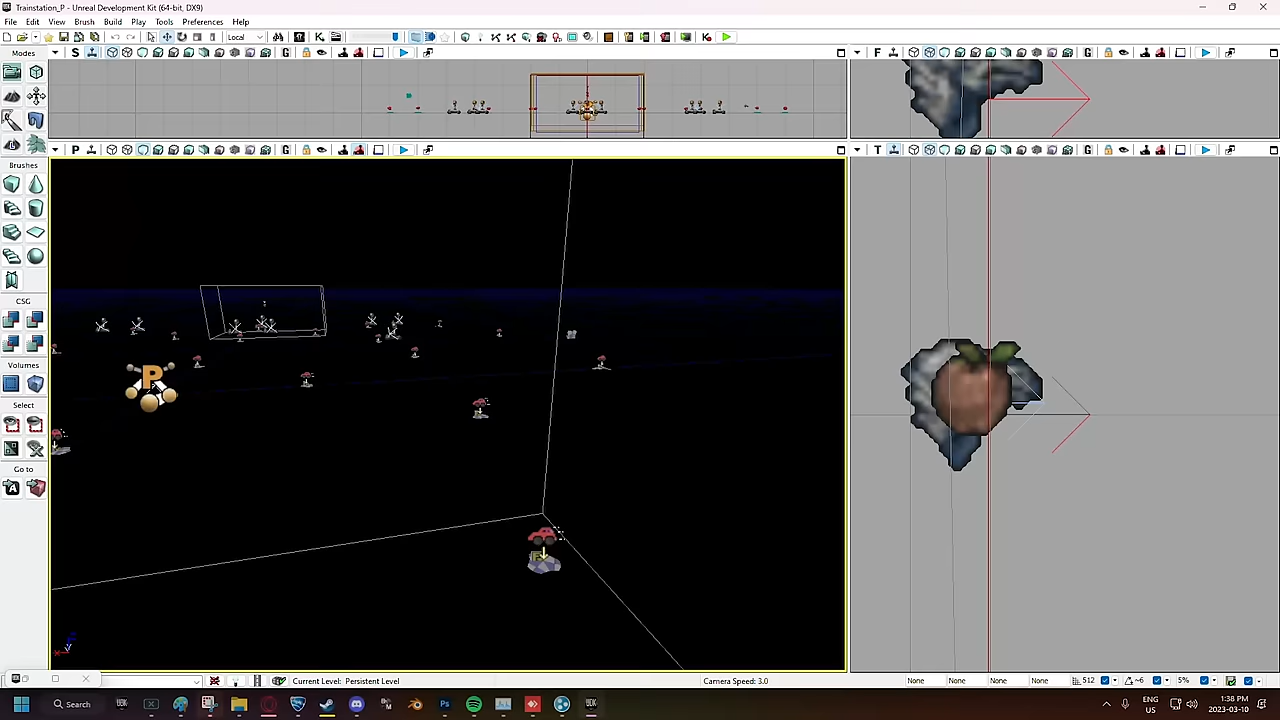 Trainstation_P - Unreal Development Kit (64-bit, DX9)
File Edit View Brush Build Play Tools Preferences Help
Local
Modes
S
G
F
G
P
G
T
G
Brushes
CSG
Volumes
Select
Go to
P
Current Level: Persistent Level
Camera Speed: 3.0
None None None None 512 ~6 5%
Search
Ps
ENG
US
1:38 PM
2023-03-10